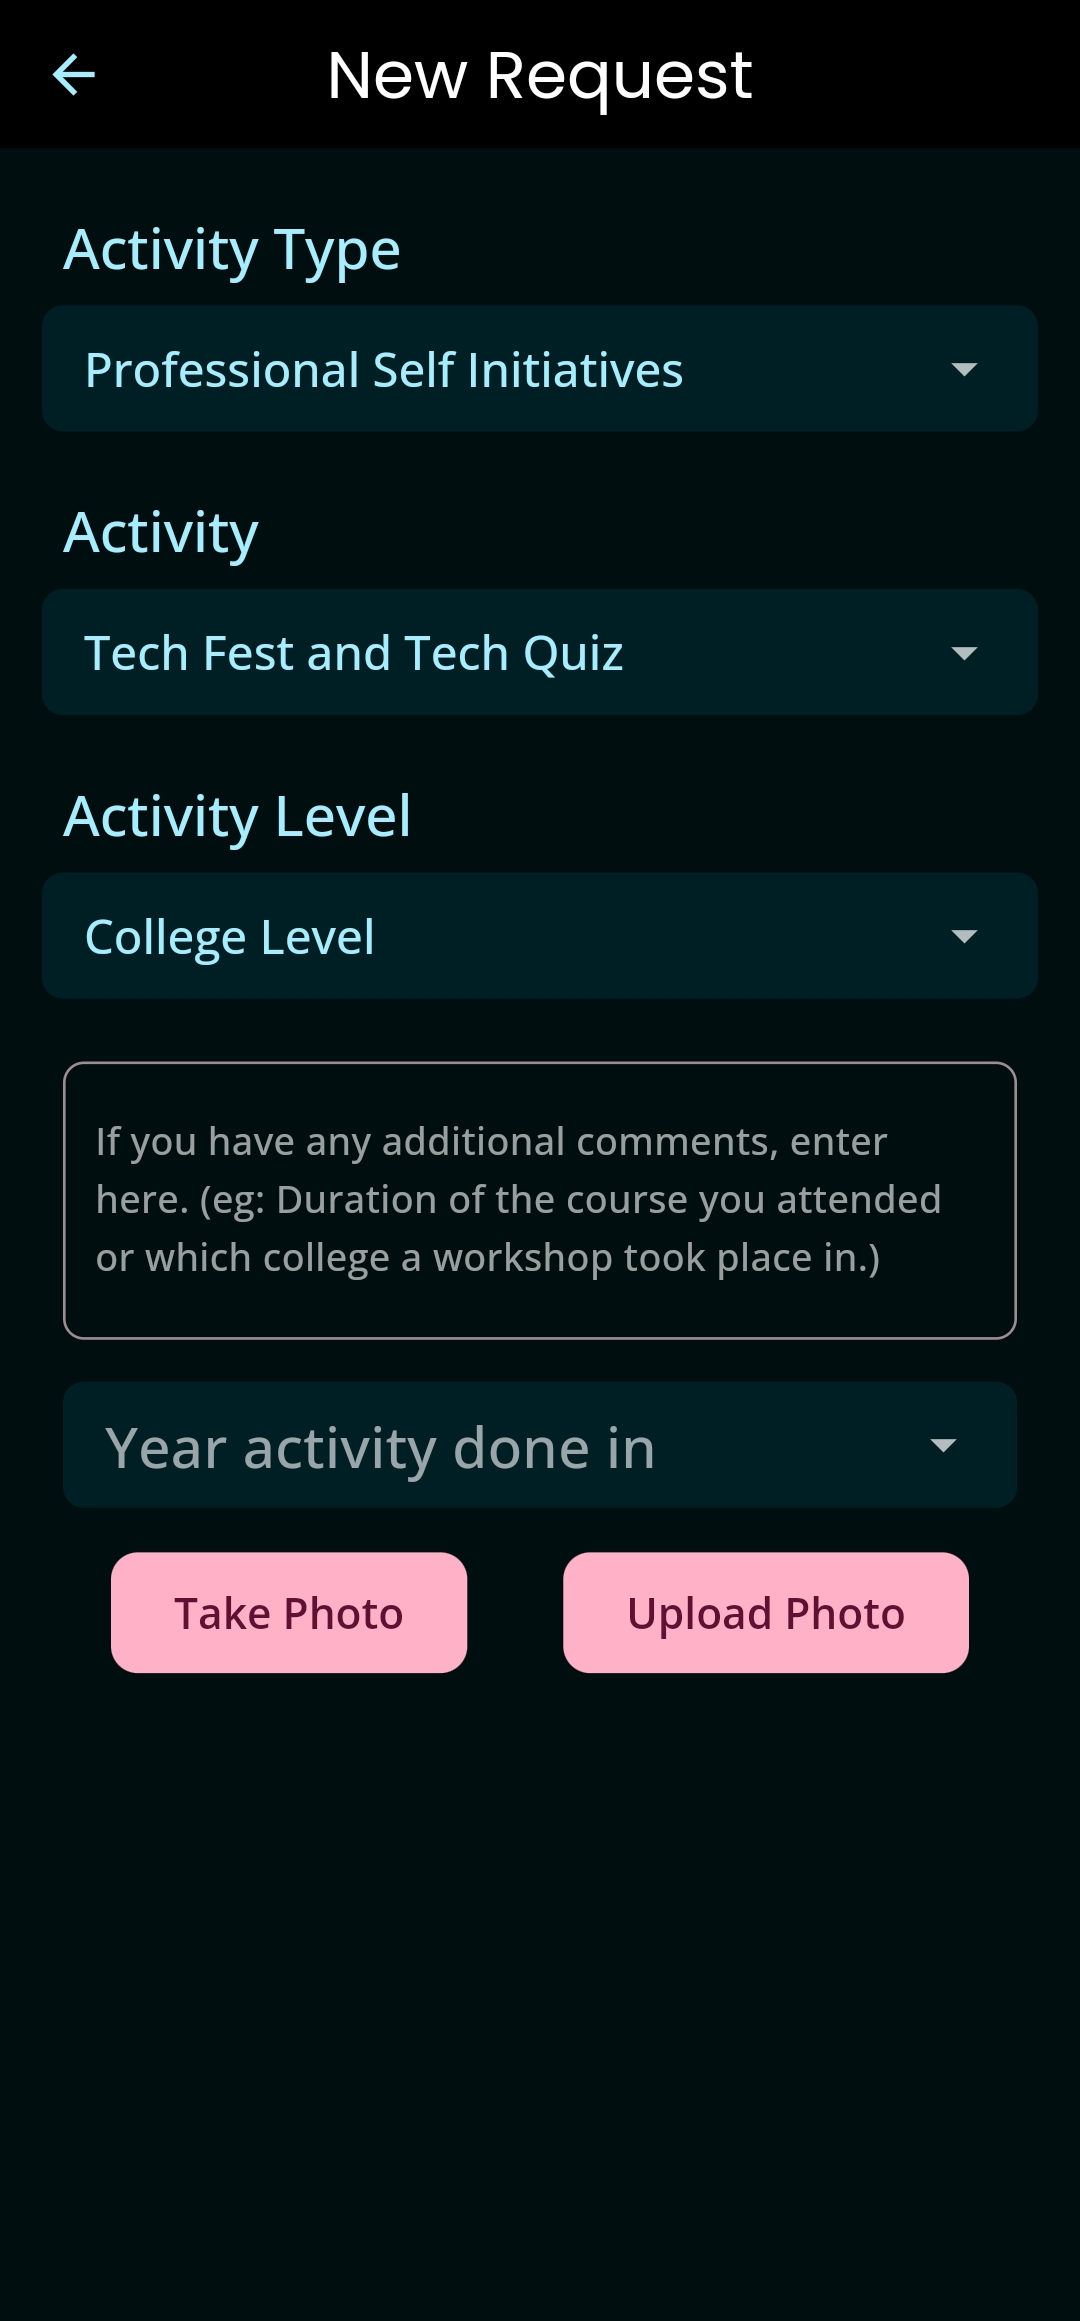 New Request
Activity Type
Professional Self Initiatives
Activity
Tech Fest and Tech Quiz
Activity Level
College Level
If you have any additional comments, enter
here. (eg: Duration of the course you attended
or which college a workshop took place in.)
Year activity done in
Take Photo
Upload Photo